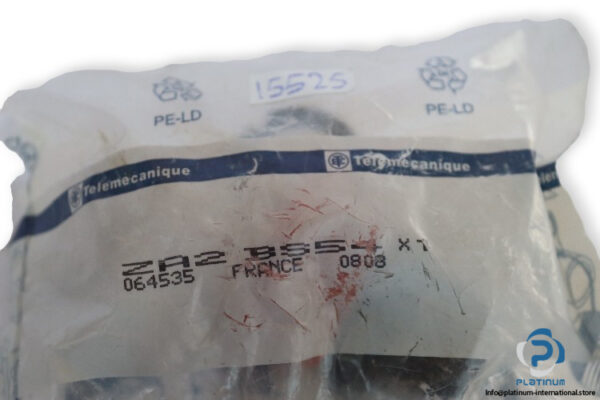 15525
PE-LD
PE-LD
Telemecanique
Telemecanique
ZA2 BS54 X1
064535 FRANCE 0808
PLATINUM
Info@platinum-international.store